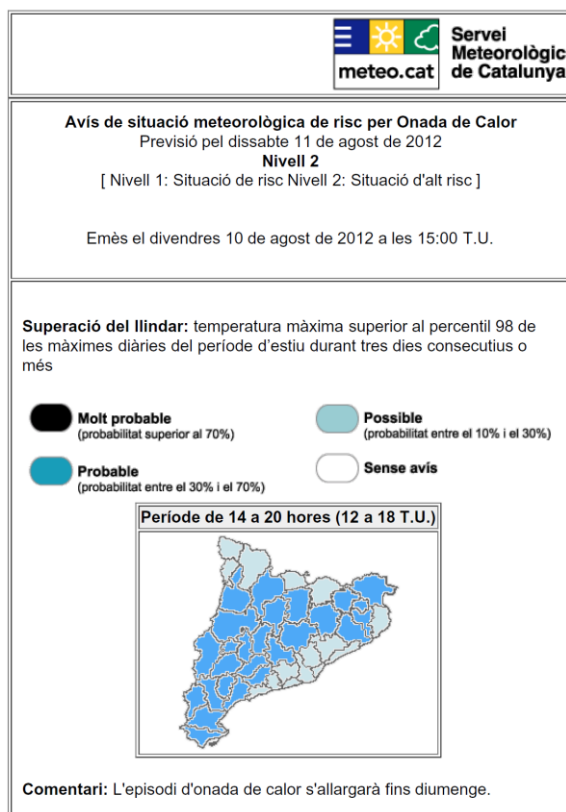 meteo.cat
Servei
Meteorològic
de Catalunya
Avís de situació meteorològica de risc per Onada de Calor
Previsió pel dissabte 11 de agost de 2012
Nivell 2
[ Nivell 1: Situació de risc Nivell 2: Situació d'alt risc ]
Emès el divendres 10 de agost de 2012 a les 15:00 T.U.
Superació del llindar: temperatura màxima superior al percentil 98 de
les màximes diàries del període d'estiu durant tres dies consecutius o
més
Molt probable
(probabilitat superior al 70%)
Possible
(probabilitat entre el 10% i el 30%)
Probable
(probabilitat entre el 30% i el 70%)
Sense avís
Període de 14 a 20 hores (12 a 18 T.U.)
Comentari: L'episodi d'onada de calor s'allargarà fins diumenge.